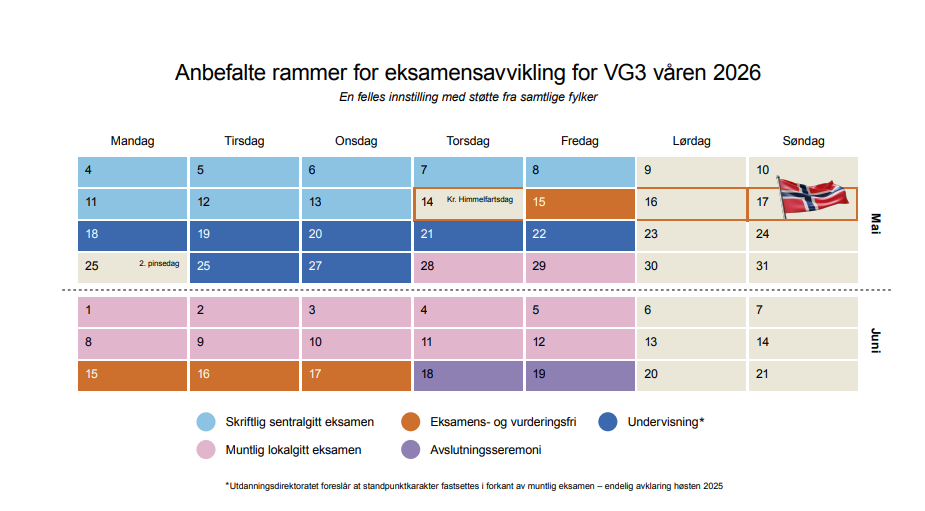 Anbefalte rammer for eksamensavvikling for VG3 våren 2026
En felles innstilling med støtte fra samtlige fylker
Mandag Tirsdag Onsdag Torsdag Fredag Lørdag Søndag
4 5 6 7 8 9 10
11 12 13 14 Kr. Himmelfartsdag 15 16 17
18 19 20 21 22 23 24
25 2. pinsedag 25 27 28 29 30 31
Mai
1 2 3 4 5 6 7
8 9 10 11 12 13 14
15 16 17 18 19 20 21
Juni
Skriftlig sentralgitt eksamen Eksamens- og vurderingsfri Undervisning*
Muntlig lokalgitt eksamen Avslutningsseremoni
*Utdanningsdirektoratet foreslår at standpunktkarakter fastsettes i forkant av muntlig eksamen – endelig avklaring høsten 2025